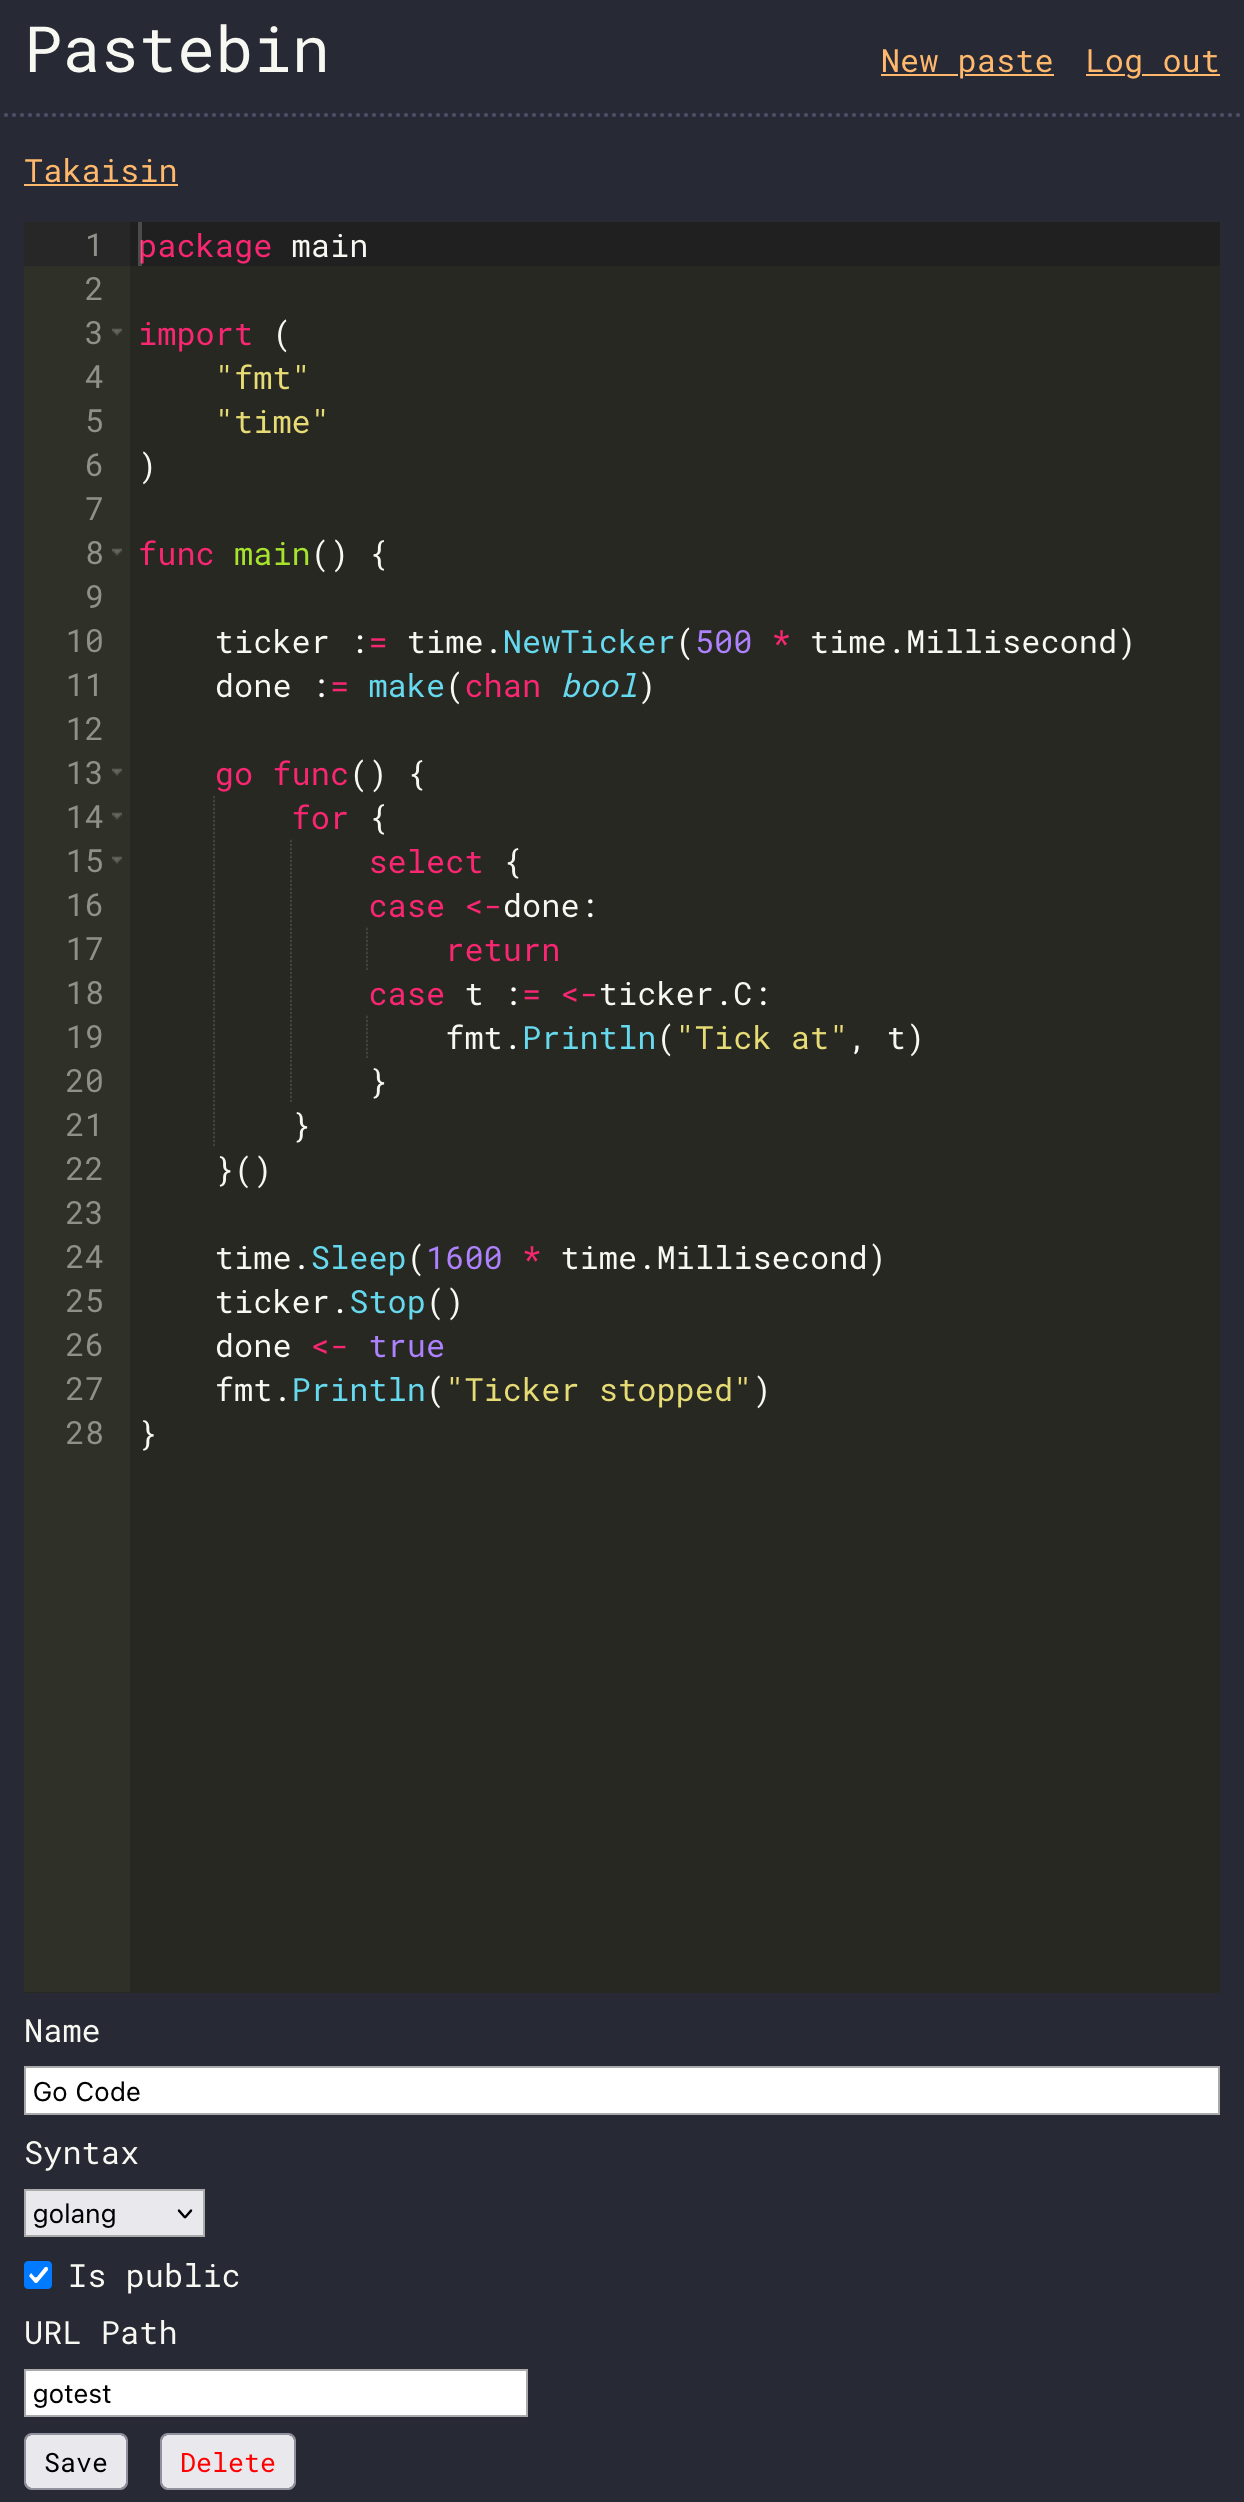 Pastebin
New paste Log out
Takaisin
1 package main
2
3 import (
4     "fmt"
5     "time"
6 )
7
8 func main() {
9
10     ticker := time.NewTicker(500 * time.Millisecond)
11     done := make(chan bool)
12
13     go func() {
14         for {
15             select {
16             case <-done:
17                 return
18             case t := <-ticker.C:
19                 fmt.Println("Tick at", t)
20             }
21         }
22     }()
23
24     time.Sleep(1600 * time.Millisecond)
25     ticker.Stop()
26     done <- true
27     fmt.Println("Ticker stopped")
28 }
Name
Go Code
Syntax
golang
Is public
URL Path
gotest
Save Delete